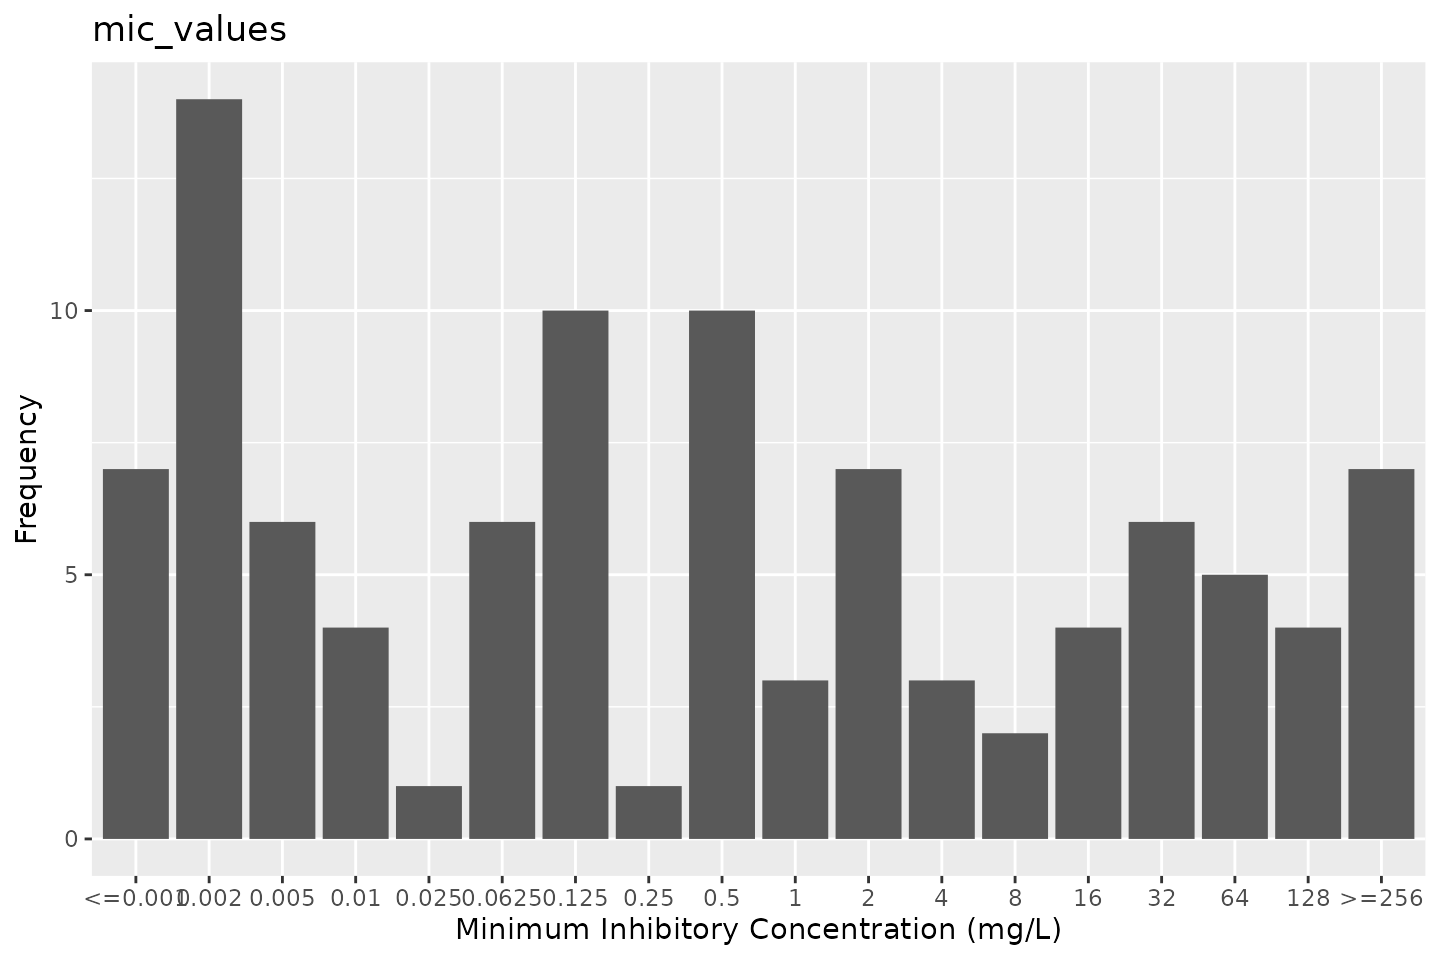 mic_values
10
5
0
Frequency
<=0.001 0.002 0.005 0.01 0.025 0.0625 0.125 0.25 0.5 1 2 4 8 16 32 64 128 >=256
Minimum Inhibitory Concentration (mg/L)